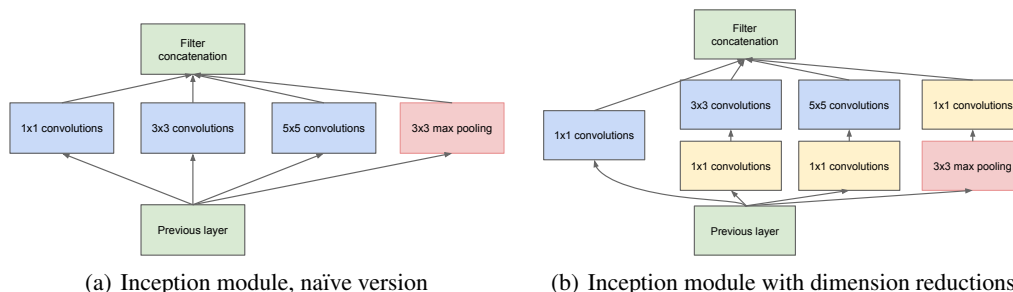 Filter
concatenation
1x1 convolutions
3x3 convolutions
5x5 convolutions
3x3 max pooling
Previous layer
(a) Inception module, naïve version
Filter
concatenation
3x3 convolutions
5x5 convolutions
1x1 convolutions
1x1 convolutions
1x1 convolutions
1x1 convolutions
3x3 max pooling
Previous layer
(b) Inception module with dimension reductions